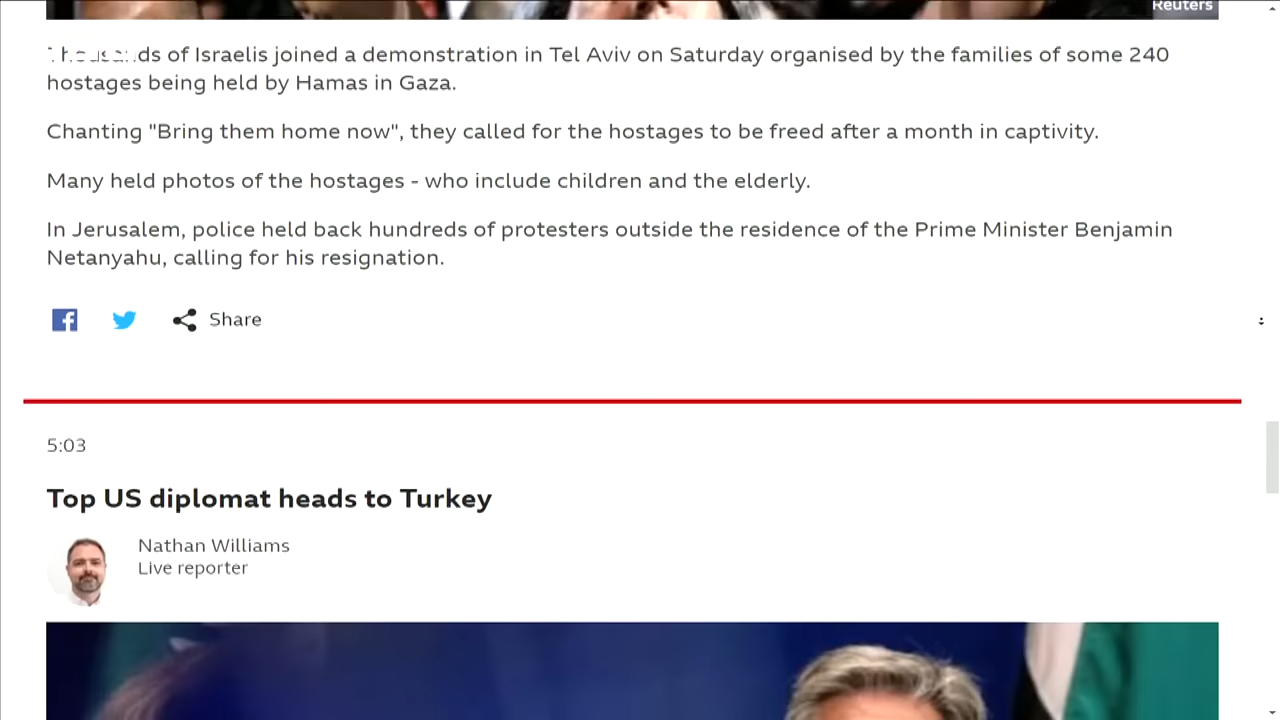 Reuters
Thousands of Israelis joined a demonstration in Tel Aviv on Saturday organised by the families of some 240
hostages being held by Hamas in Gaza.
Chanting "Bring them home now", they called for the hostages to be freed after a month in captivity.
Many held photos of the hostages - who include children and the elderly.
In Jerusalem, police held back hundreds of protesters outside the residence of the Prime Minister Benjamin
Netanyahu, calling for his resignation.
Share
5:03
Top US diplomat heads to Turkey
Nathan Williams
Live reporter